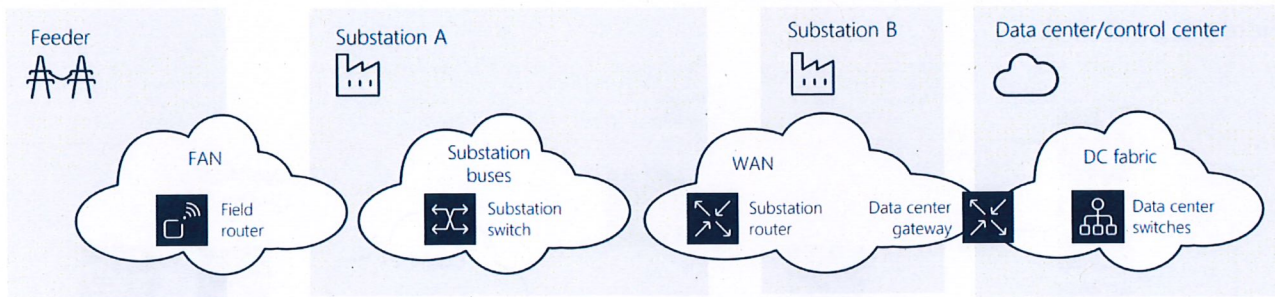 Feeder
Substation A
Substation B
Data center/control center
FAN
Field
router
Substation
buses
Substation
switch
WAN
Substation
router
Data center
gateway
DC fabric
Data center
switches